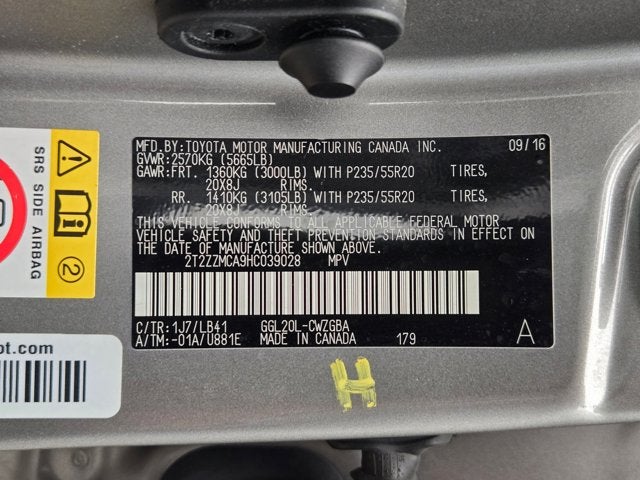 MFD.BY:TOYOTA MOTOR MANUFACTURING CANADA INC. 09/16
GVWR:2570KG (5665LB)
GAWR:FRT. 1360KG (3000LB) WITH P235/55R20 TIRES,
20X8J RIMS.
RR. 1410KG (3105LB) WITH P235/55R20 TIRES,
20X8J RIMS.
THIS VEHICLE CONFORMS TO ALL APPLICABLE FEDERAL MOTOR
VEHICLE SAFETY AND THEFT PREVENTION STANDARDS IN EFFECT ON
THE DATE OF MANUFACTURE SHOWN ABOVE.
2T2ZZMCA9HC039028 MPV
C/TR:1J7/LB41 GGL20L-CWZGBA
A/TM:-01A/U881E MADE IN CANADA 179 A
SRS SIDE AIRBAG
2
pt.com
H